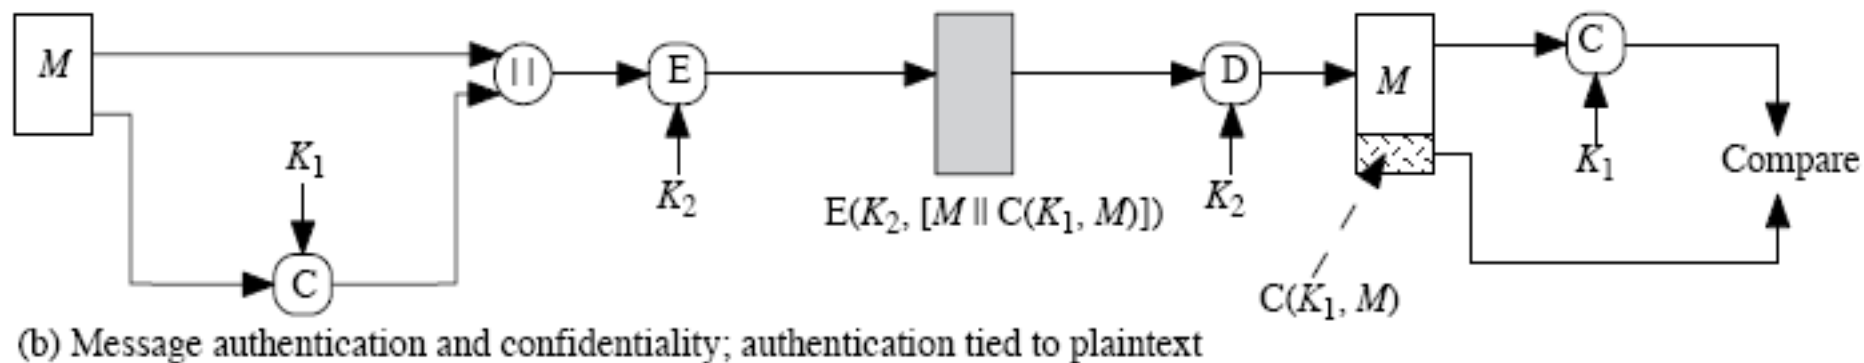 M
||
E
D
M
C
K1
K2
K2
K1
Compare
E(K2, [M || C(K1, M)])
C
C(K1, M)
(b) Message authentication and confidentiality; authentication tied to plaintext